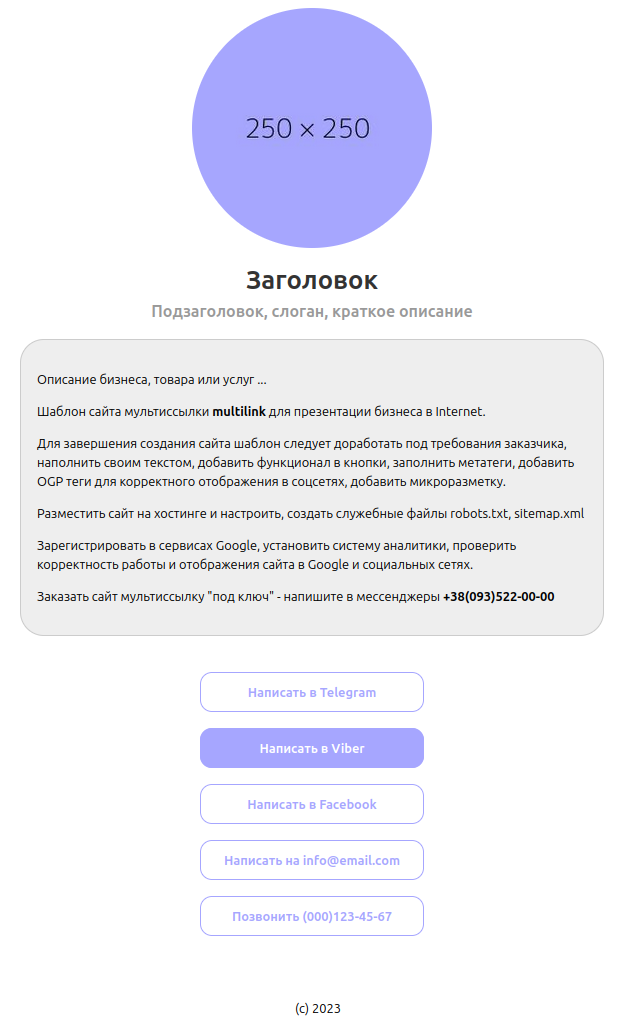 250 × 250
Заголовок
Подзаголовок, слоган, краткое описание
Описание бизнеса, товара или услуг ...
Шаблон сайта мультиссылки multilink для презентации бизнеса в Internet.
Для завершения создания сайта шаблон следует доработать под требования заказчика,
наполнить своим текстом, добавить функционал в кнопки, заполнить метатеги, добавить
OGP теги для корректного отображения в соцсетях, добавить микроразметку.
Разместить сайт на хостинге и настроить, создать служебные файлы robots.txt, sitemap.xml
Зарегистрировать в сервисах Google, установить систему аналитики, проверить
корректность работы и отображения сайта в Google и социальных сетях.
Заказать сайт мультиссылку "под ключ" - напишите в мессенджеры +38(093)522-00-00
Написать в Telegram
Написать в Viber
Написать в Facebook
Написать на info@email.com
Позвонить (000)123-45-67
(c) 2023